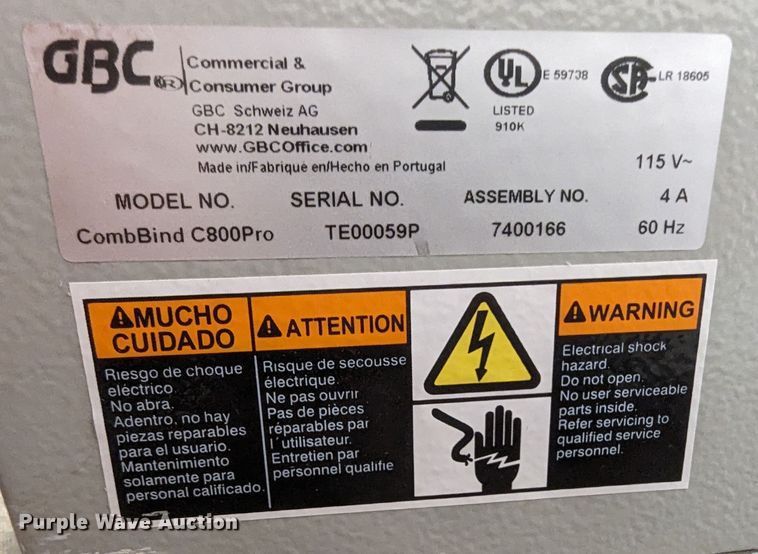 GBC® Commercial &
Consumer Group
GBC Schweiz AG
CH-8212 Neuhausen
www.GBCOffice.com
Made in/Fabriqué en/Hecho en Portugal
UL
LISTED
910K
E 59738
SA
LR 18605
115 V~
MODEL NO. SERIAL NO. ASSEMBLY NO. 4 A
CombBind C800Pro TE00059P 7400166 60 Hz
MUCHO
CUIDADO
Riesgo de choque
eléctrico.
No abra.
Adentro, no hay
piezas reparables
para el usuario.
Mantenimiento
solamente para
personal calificado.
ATTENTION
Risque de secousse
électrique.
Ne pas ouvrir
Pas de pièces
réparables par
l'utilisateur.
Entretien par
personnel qualifie
WARNING
Electrical shock
hazard.
Do not open.
No user serviceable
parts inside.
Refer servicing to
qualified service
personnel.
Purple Wave Auction